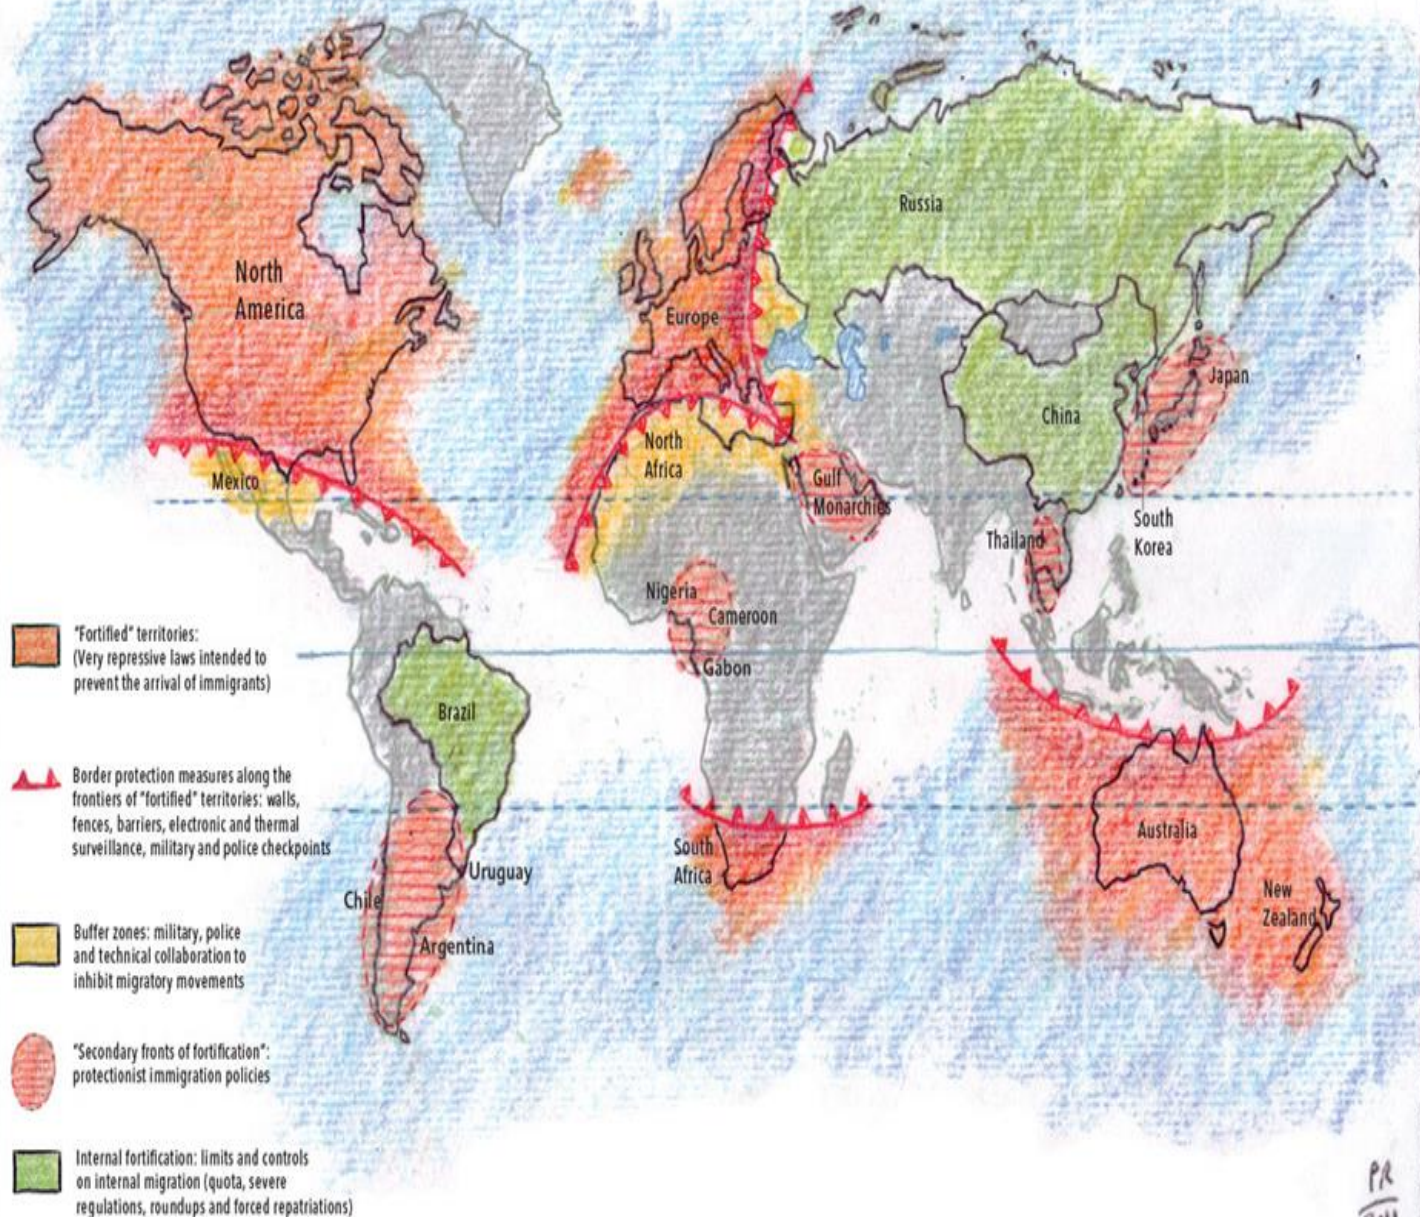 Russia
North
America
Europe
Japan
China
North
Africa
Mexico
Gulf
Monarchies
South
Korea
Thailand
Nigeria
Cameroon
Gabon
"Fortified" territories:
(Very repressive laws intended to
prevent the arrival of immigrants)
Brazil
Border protection measures along the
frontiers of "fortified" territories: walls,
fences, barriers, electronic and thermal
surveillance, military and police checkpoints
Australia
South
Africa
Uruguay
Chile
New
Zealand
Argentina
Buffer zones: military, police
and technical collaboration to
inhibit migratory movements
"Secondary fronts of fortification":
protectionist immigration policies
Internal fortification: limits and controls
on internal migration (quota, severe
regulations, roundups and forced repatriations)
PR